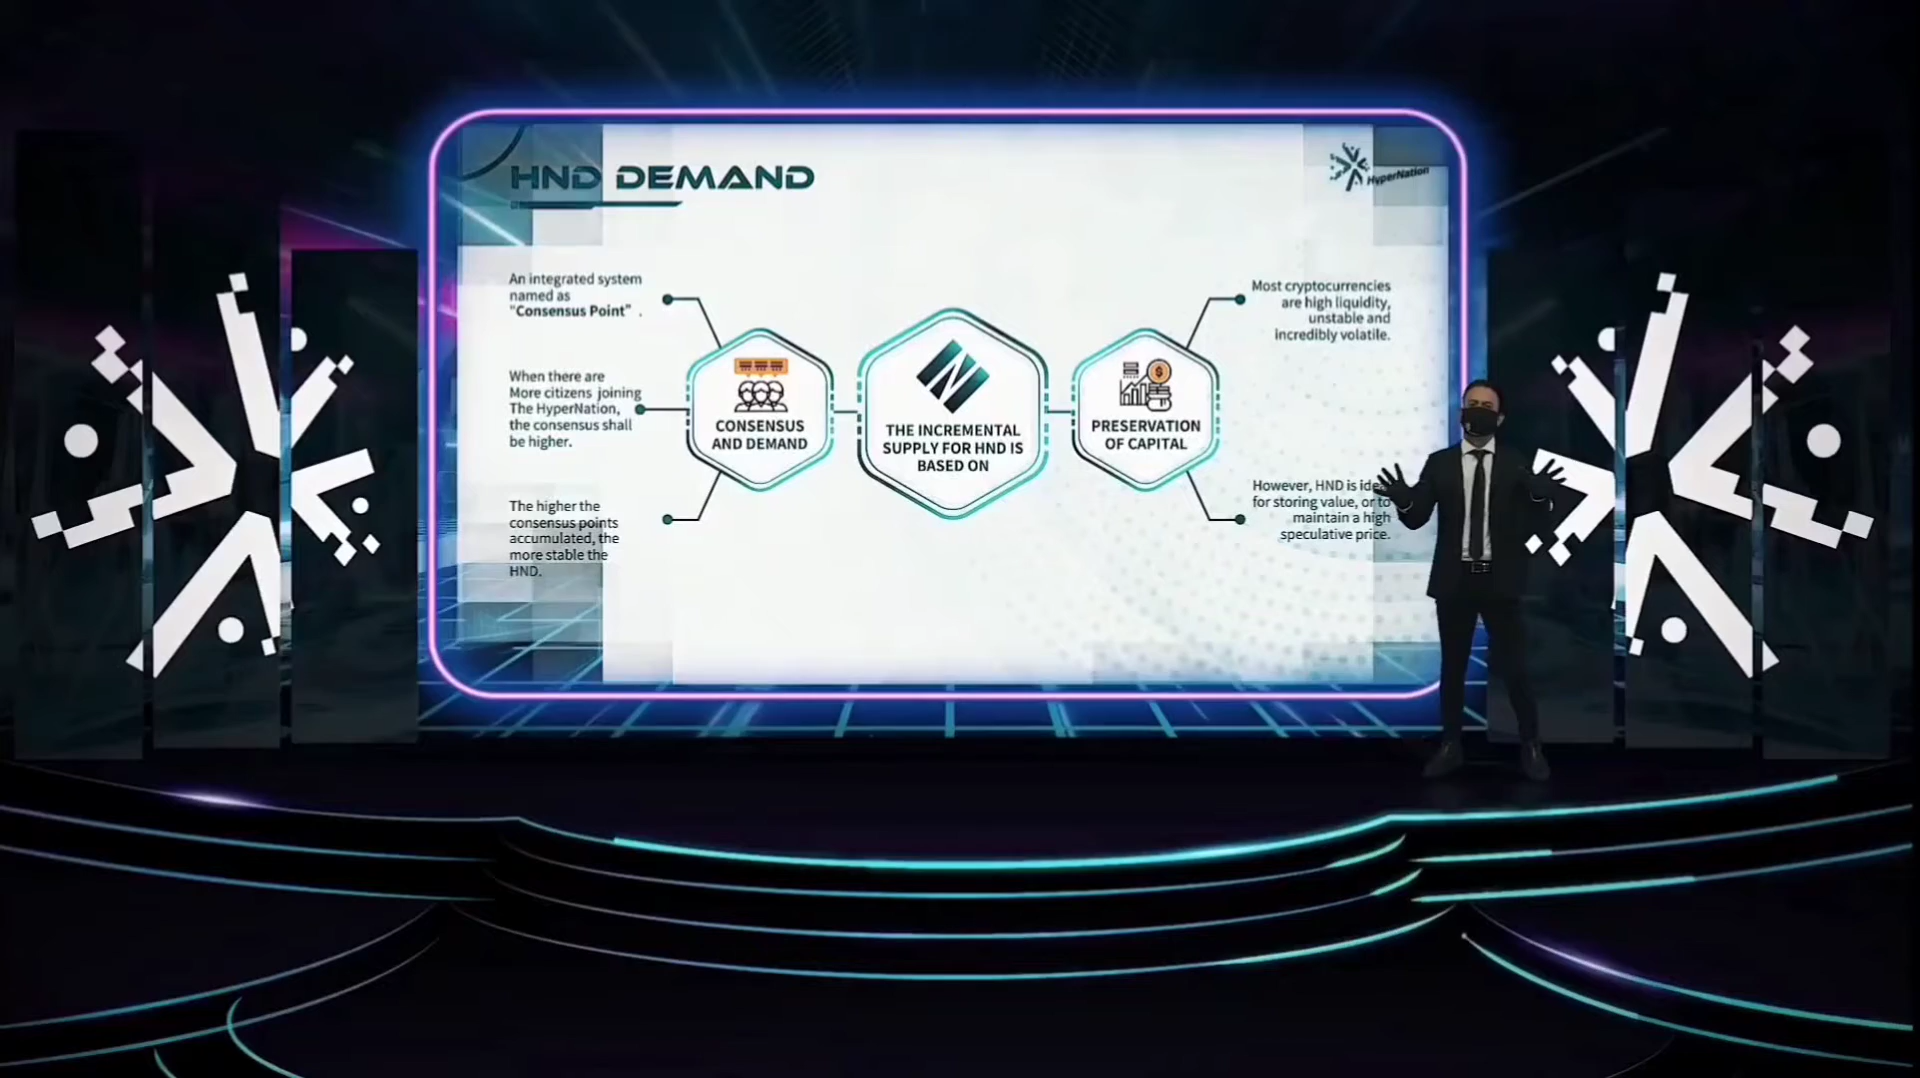 HND DEMAND
HyperNation
An integrated system
named as
"Consensus Point" .
When there are
More citizens joining
The HyperNation,
the consensus shall
be higher.
The higher the
consensus points
accumulated, the
more stable the
HND.
CONSENSUS
AND DEMAND
THE INCREMENTAL
SUPPLY FOR HND IS
BASED ON
PRESERVATION
OF CAPITAL
Most cryptocurrencies
are high liquidity,
unstable and
incredibly volatile.
However, HND is
for storing value, or to
maintain a high
speculative price.